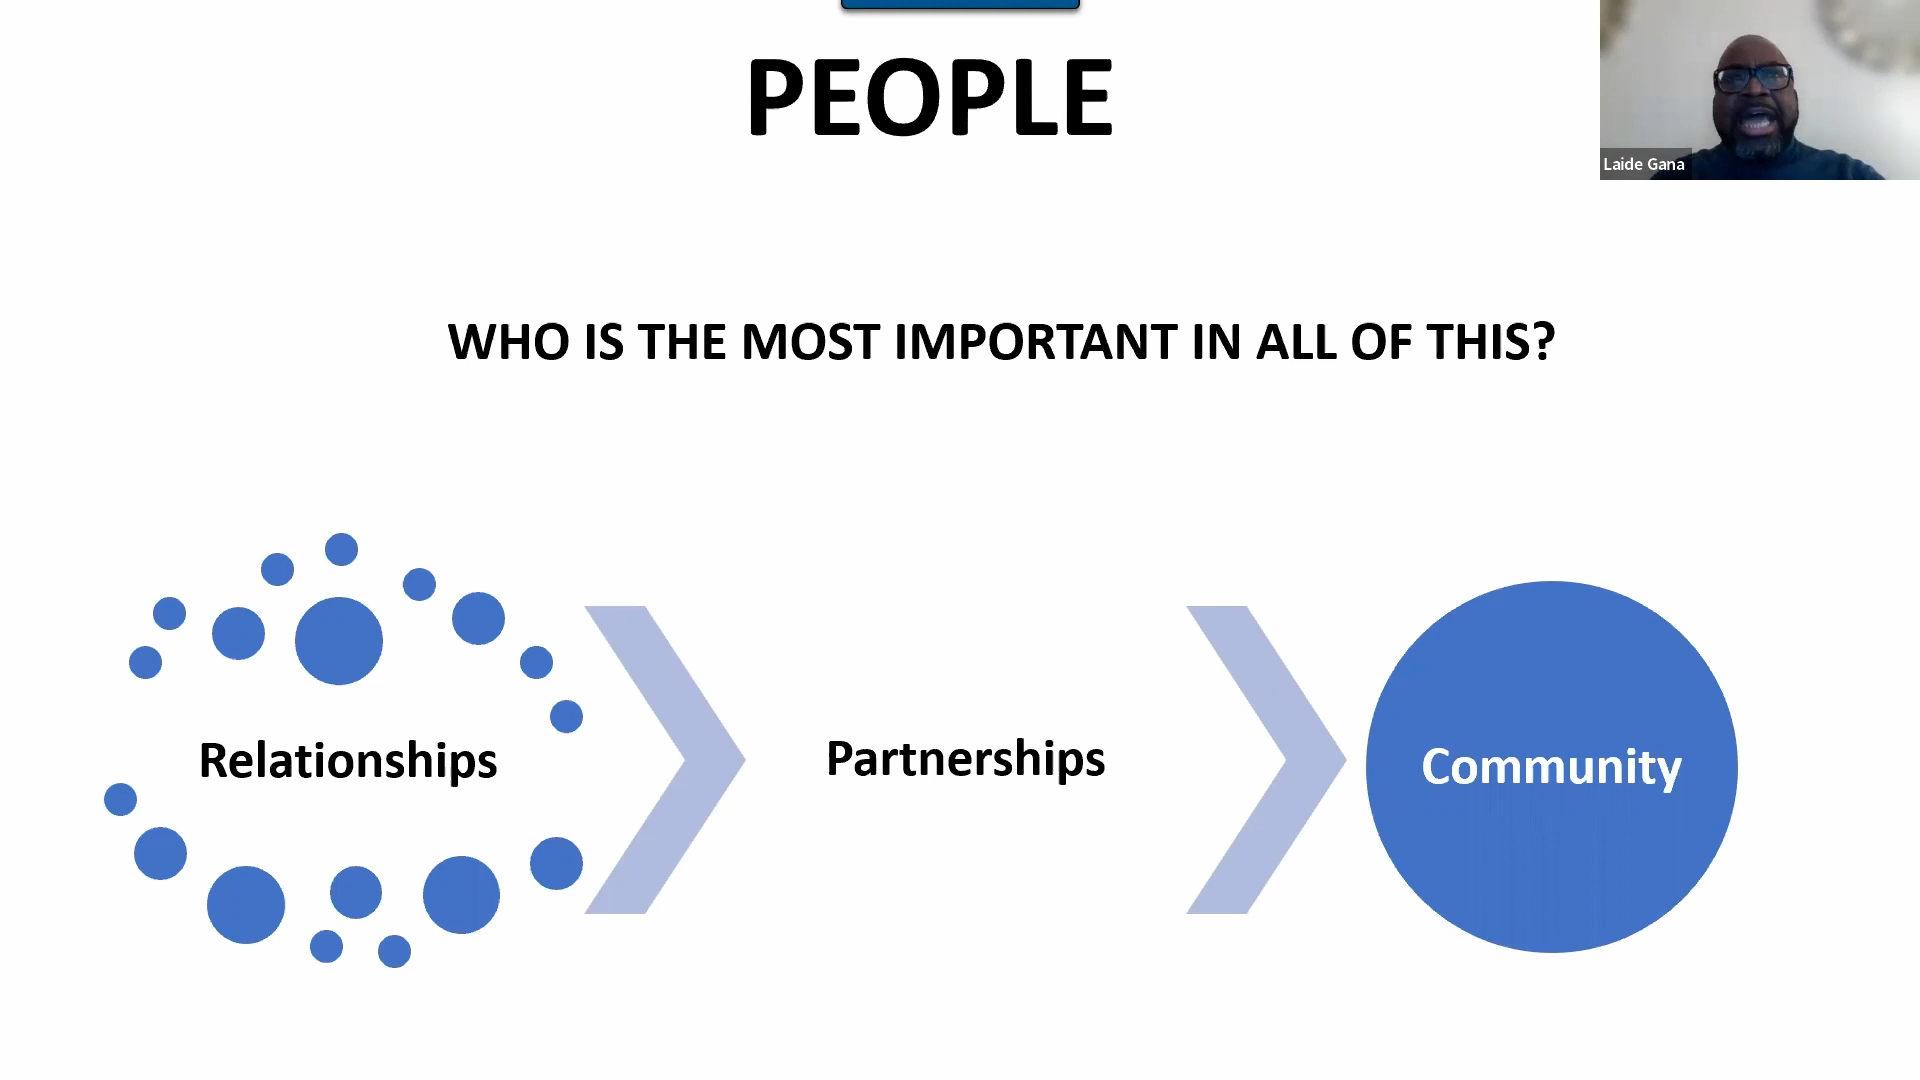 PEOPLE
Laide Gana
WHO IS THE MOST IMPORTANT IN ALL OF THIS?
Relationships
Partnerships
Community